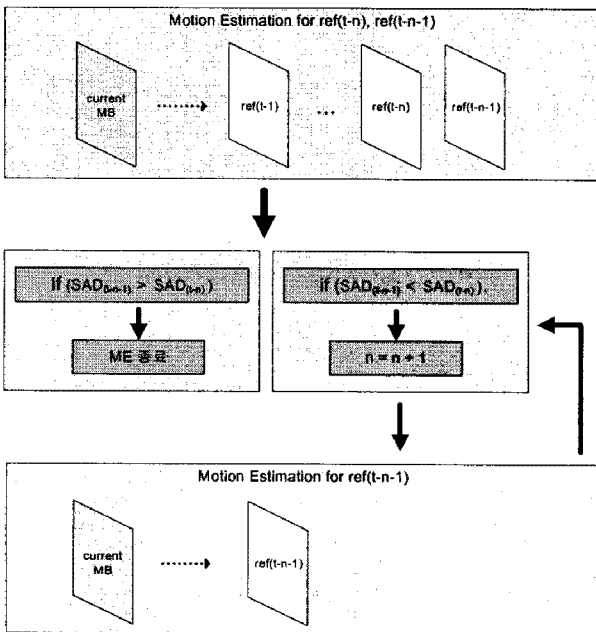 Motion Estimation for ref(t-n), ref(t-n-1)
current
MB
ref(t-1)
...
ref(t-n)
ref(t-n-1)
If (SAD(t-n-1) > SAD(t-n))
If (SAD(t-n-1) < SAD(t-n)).
ME 종료
n = n + 1
Motion Estimation for ref(t-n-1)
current
MB
ref(t-n-1)